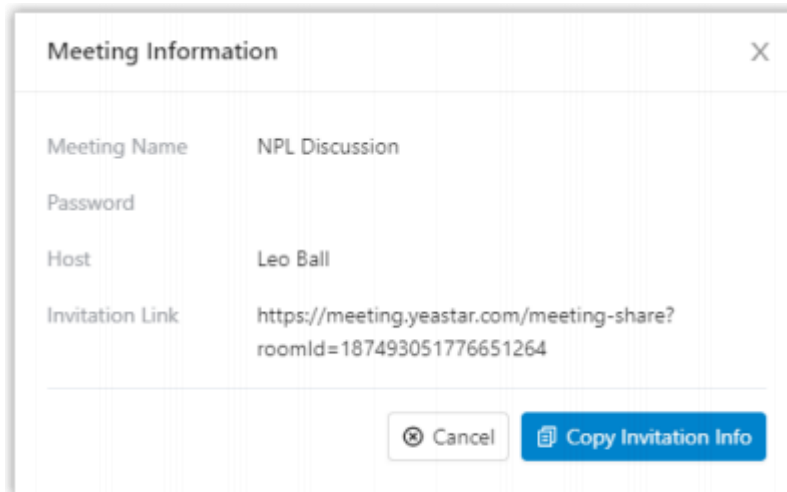 Meeting Information
Meeting Name NPL Discussion
Password
Host Leo Ball
Invitation Link https://meeting.yeastar.com/meeting-share?
roomId=187493051776651264
Cancel Copy Invitation Info